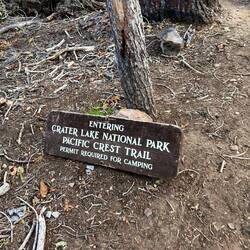 ENTERING
CRATER LAKE NATIONAL PARK
PACIFIC CREST TRAIL
PERMIT REQUIRED FOR CAMPING